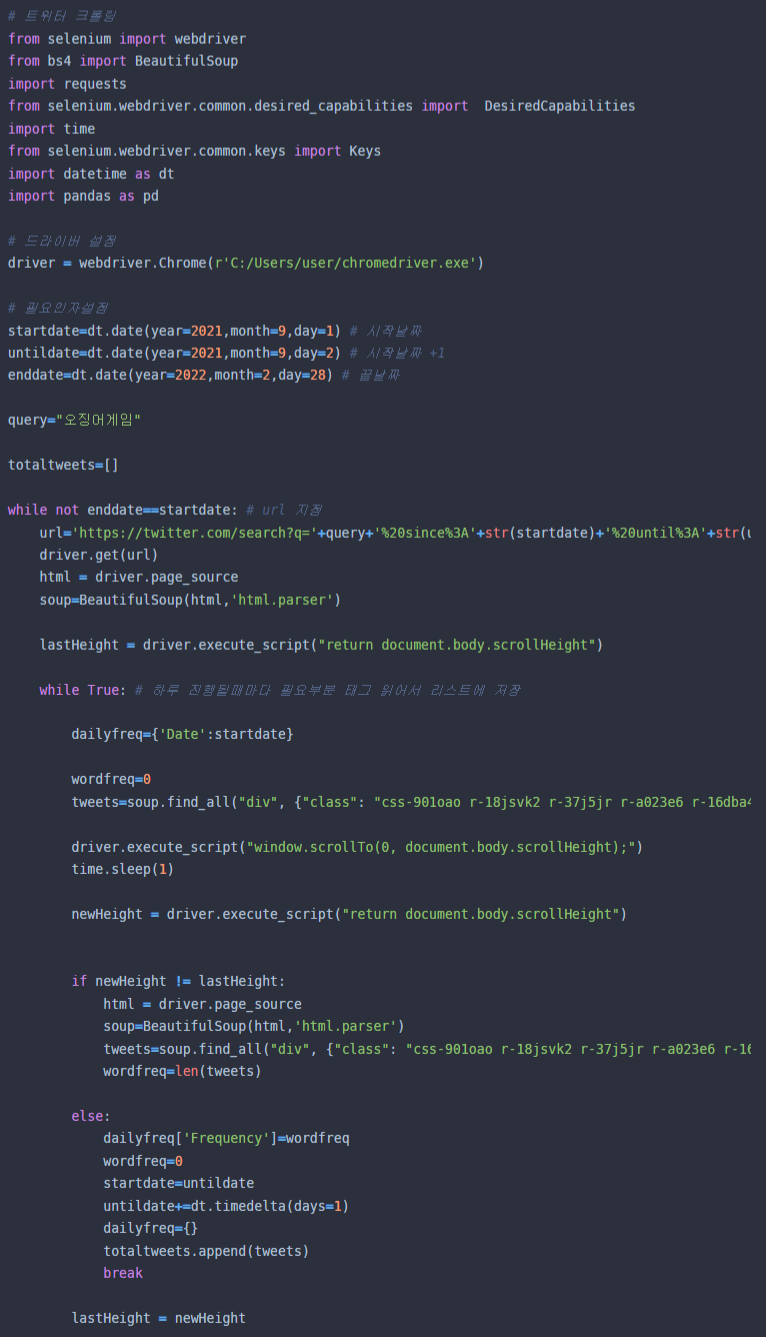 # 트위터 크롤링
from selenium import webdriver
from bs4 import BeautifulSoup
import requests
from selenium.webdriver.common.desired_capabilities import  DesiredCapabilities
import time
from selenium.webdriver.common.keys import Keys
import datetime as dt
import pandas as pd
# 드라이버 설정
driver = webdriver.Chrome(r'C:/Users/user/chromedriver.exe')
# 필요인자설정
startdate=dt.date(year=2021,month=9,day=1) # 시작날짜
untildate=dt.date(year=2021,month=9,day=2) # 시작날짜 +1
enddate=dt.date(year=2022,month=2,day=28) # 끝날짜
query="오징어게임"
totaltweets=[]
while not enddate==startdate: # url 지정
    url='https://twitter.com/search?q='+query+'%20since%3A'+str(startdate)+'%20until%3A'+str(u
    driver.get(url)
    html = driver.page_source
    soup=BeautifulSoup(html,'html.parser')
    lastHeight = driver.execute_script("return document.body.scrollHeight")
    while True: # 하루 진행될때마다 필요부분 태그 읽어서 리스트에 저장
        dailyfreq={'Date':startdate}
        wordfreq=0
        tweets=soup.find_all("div", {"class": "css-901oao r-18jsvk2 r-37j5jr r-a023e6 r-16dba4
        driver.execute_script("window.scrollTo(0, document.body.scrollHeight);")
        time.sleep(1)
        newHeight = driver.execute_script("return document.body.scrollHeight")
        if newHeight != lastHeight:
            html = driver.page_source
            soup=BeautifulSoup(html,'html.parser')
            tweets=soup.find_all("div", {"class": "css-901oao r-18jsvk2 r-37j5jr r-a023e6 r-16
            wordfreq=len(tweets)
        else:
            dailyfreq['Frequency']=wordfreq
            wordfreq=0
            startdate=untildate
            untildate+=dt.timedelta(days=1)
            dailyfreq={}
            totaltweets.append(tweets)
            break
        lastHeight = newHeight